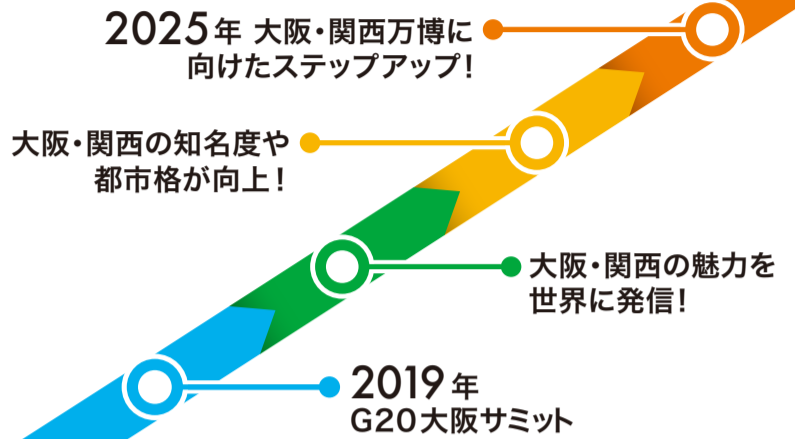 2025年 大阪・関西万博に
向けたステップアップ！
大阪・関西の知名度や
都市格が向上！
大阪・関西の魅力を
世界に発信！
2019年
G20大阪サミット